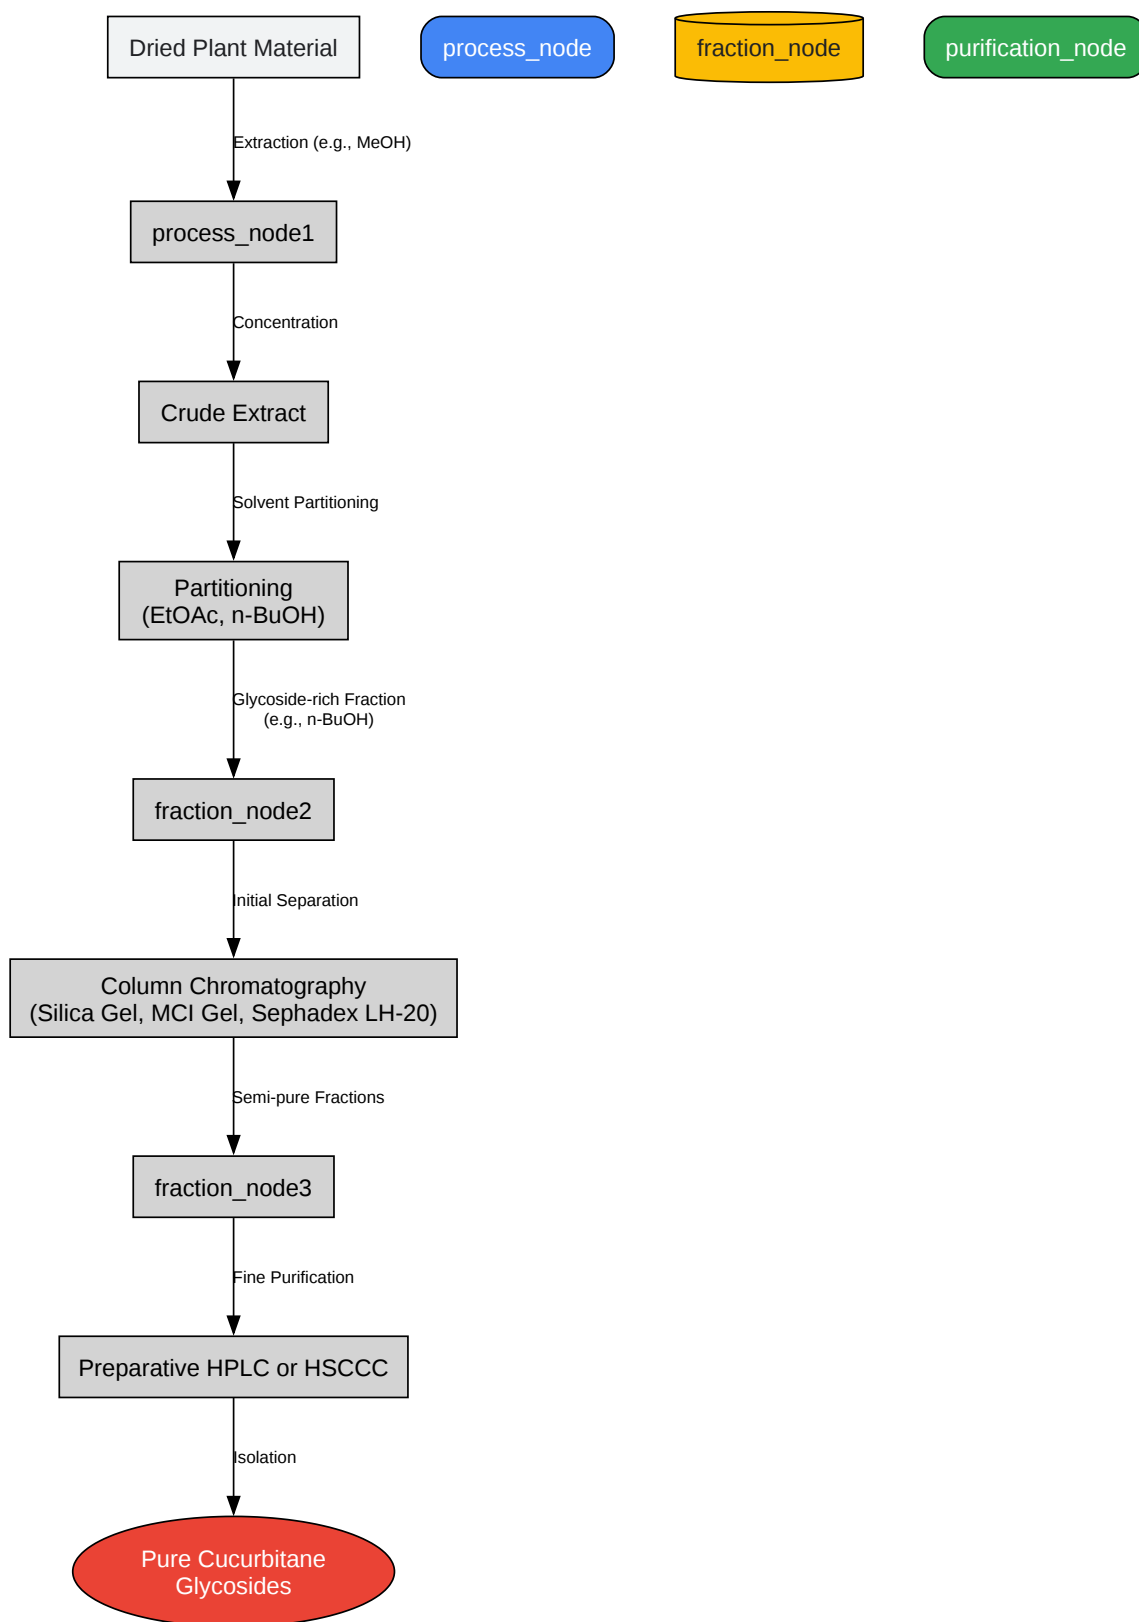 Dried Plant Material
process_node
fraction_node
purification_node
Extraction (e.g., MeOH)
process_node1
Concentration
Crude Extract
Solvent Partitioning
Partitioning
(EtOAc, n-BuOH)
Glycoside-rich Fraction
(e.g., n-BuOH)
fraction_node2
Initial Separation
Column Chromatography
(Silica Gel, MCI Gel, Sephadex LH-20)
Semi-pure Fractions
fraction_node3
Fine Purification
Preparative HPLC or HSCCC
Isolation
Pure Cucurbitane
Glycosides